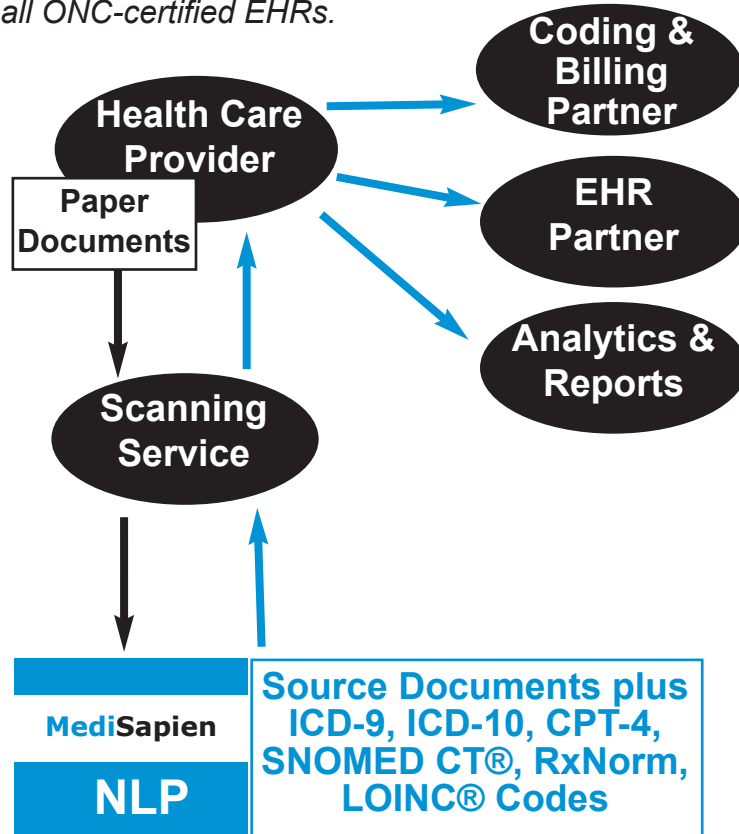 all ONC-certified EHRs.
Coding &
Billing
Partner
Health Care
Provider
Paper
Documents
EHR
Partner
Analytics &
Reports
Scanning
Service
MediSapien
NLP
Source Documents plus
ICD-9, ICD-10, CPT-4,
SNOMED CT®, RxNorm,
LOINC® Codes